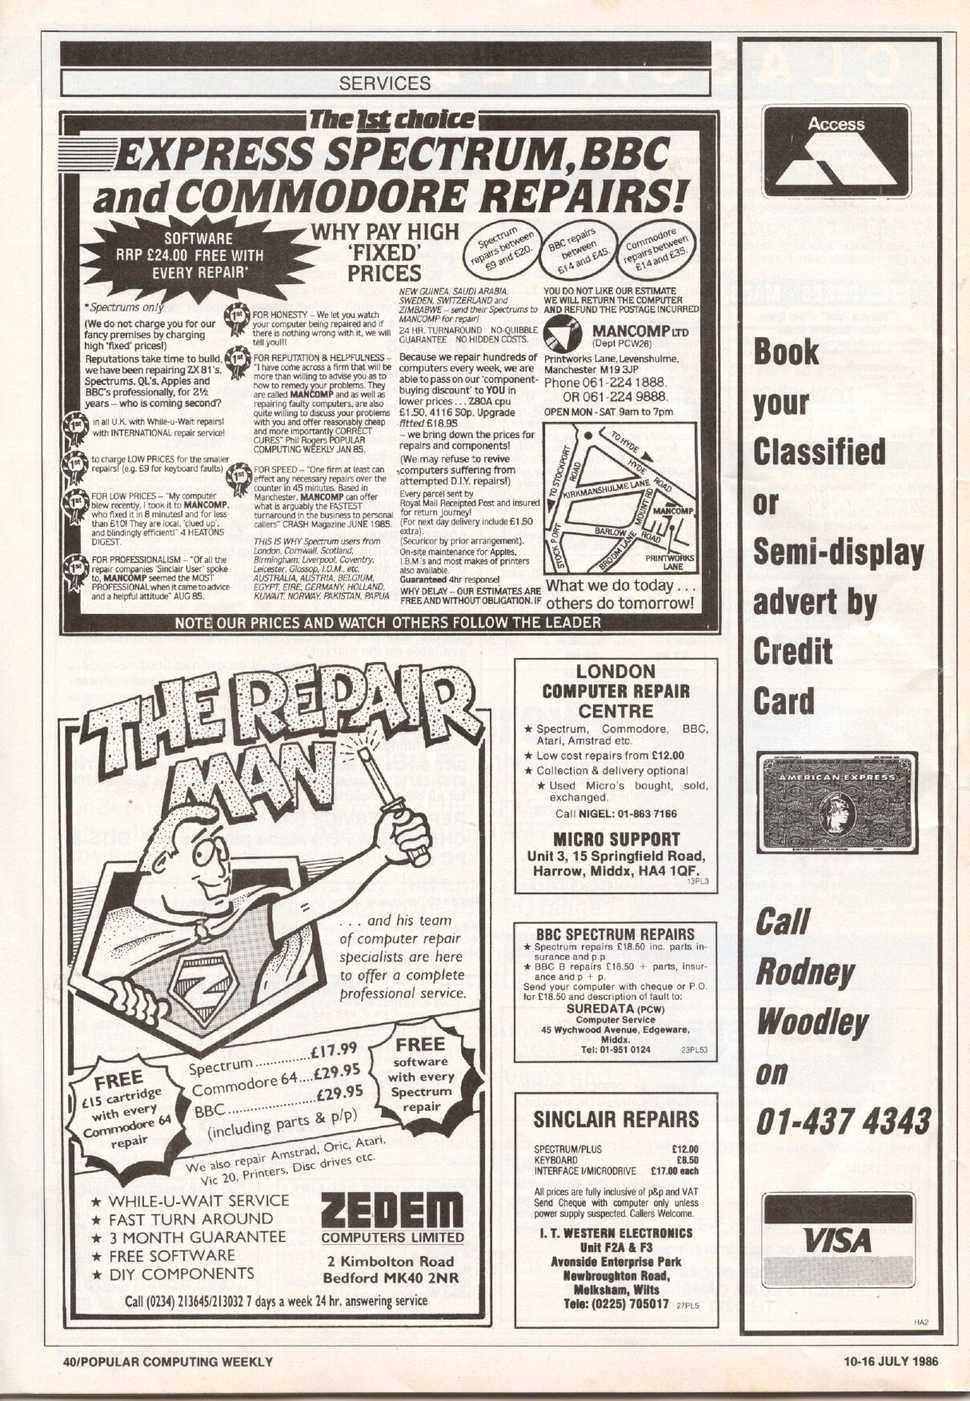 SERVICES
The 1st choice
EXPRESS SPECTRUM, BBC
and COMMODORE REPAIRS!
SOFTWARE
RRP £24.00 FREE WITH
EVERY REPAIR*
WHY PAY HIGH
'FIXED'
PRICES
Spectrum
repairs between
£9 and £20.
BBC repairs
between
£14 and £45.
Commodore
repairs between
£14 and £35.
*Spectrums only
(We do not charge you for our
fancy premises by charging
high 'fixed' prices!)
Reputations take time to build,
we have been repairing ZX 81's,
Spectrums, QL's, Apples and
BBC's professionally, for 2½
years – who is coming second?
1st
in all U.K. with While-u-Wait repairs!
with INTERNATIONAL repair service!
1st
to charge LOW PRICES for the smaller
repairs! (e.g. £9 for keyboard faults)
1st
FOR LOW PRICES – "My computer
blew recently, I took it to MANCOMP,
who fixed it in 8 minutes! and for less
than £10! They are local, 'clued up',
and blindingly efficient!" 4 HEATONS
DIGEST.
1st
FOR PROFESSIONALISM – "Of all the
repair companies 'Sinclair User' spoke
to, MANCOMP seemed the MOST
PROFESSIONAL when it came to advice
and a helpful attitude" AUG 85.
1st
FOR HONESTY – We let you watch
your computer being repaired and if
there is nothing wrong with it, we will
tell you!!!
1st
FOR REPUTATION & HELPFULNESS –
"I have come across a firm that will be
more than willing to advise you as to
how to remedy your problems. They
are called MANCOMP and as well as
repairing faulty computers, are also
quite willing to discuss your problems
with you and offer reasonably cheap
and more importantly CORRECT
CURES" Phil Rogers POPULAR
COMPUTING WEEKLY JAN 85.
1st
FOR SPEED – "One firm at least can
effect any necessary repairs over the
counter in 45 minutes. Based in
Manchester, MANCOMP can offer
what is arguably the FASTEST
turnaround in the business to personal
callers" CRASH Magazine JUNE 1985.
THIS IS WHY Spectrum users from
London, Cornwall, Scotland,
Birmingham, Liverpool, Coventry,
Leicester, Glossop, I.O.M., etc.
AUSTRALIA, AUSTRIA, BELGIUM,
EGYPT, EIRE, GERMANY, HOLLAND,
KUWAIT, NORWAY, PAKISTAN, PAPUA
NEW GUINEA, SAUDI ARABIA,
SWEDEN, SWITZERLAND and
ZIMBABWE – send their Spectrums to
MANCOMP for repair!
24 HR. TURNAROUND NO-QUIBBLE
GUARANTEE NO HIDDEN COSTS.
Because we repair hundreds of
computers every week, we are
able to pass on our 'component-
buying discount' to YOU in
lower prices . . . Z80A cpu
£1.50. 4116 50p. Upgrade
fitted £18.95
– we bring down the prices for
repairs and components!
(We may refuse to revive
computers suffering from
attempted D.I.Y. repairs!)
Every parcel sent by
Royal Mail Receipted Post and insured
for return journey!
(For next day delivery include £1.50
extra).
(Securicor by prior arrangement).
On-site maintenance for Apples,
I.B.M's and most makes of printers
also available.
Guaranteed 4hr response!
WHY DELAY – OUR ESTIMATES ARE
FREE AND WITHOUT OBLIGATION. IF
YOU DO NOT LIKE OUR ESTIMATE
WE WILL RETURN THE COMPUTER
AND REFUND THE POSTAGE INCURRED
MANCOMP LTD
(Dept PCW26)
Printworks Lane, Levenshulme,
Manchester M19 3JP
Phone 061-224 1888.
OR 061-224 9888.
OPEN MON - SAT 9am to 7pm
TO STOCKPORT
ROAD
TO HYDE
HYDE
ROAD
KIRKMANSHULME LANE
MOUNT RD
MANCOMP
BARLOW
ROAD
BROOM LANE
STOCKPORT
PRINTWORKS
LANE
What we do today . . .
others do tomorrow!
NOTE OUR PRICES AND WATCH OTHERS FOLLOW THE LEADER
THE REPAIR
MAN
. . . and his team
of computer repair
specialists are here
to offer a complete
professional service.
Z
FREE
£15 cartridge
with every
Commodore 64
repair
Spectrum..............£17.99
Commodore 64....£29.95
BBC......................£29.95
(including parts & p/p)
FREE
software
with every
Spectrum
repair
We also repair Amstrad, Oric, Atari,
Vic 20, Printers, Disc drives etc.
★ WHILE-U-WAIT SERVICE
★ FAST TURN AROUND
★ 3 MONTH GUARANTEE
★ FREE SOFTWARE
★ DIY COMPONENTS
ZEDEM
COMPUTERS LIMITED
2 Kimbolton Road
Bedford MK40 2NR
Call (0234) 213645/213032 7 days a week 24 hr. answering service
LONDON
COMPUTER REPAIR
CENTRE
★ Spectrum, Commodore, BBC,
Atari, Amstrad etc.
★ Low cost repairs from £12.00
★ Collection & delivery optional
★ Used Micro's bought, sold,
exchanged.
Call NIGEL: 01-863 7166
MICRO SUPPORT
Unit 3, 15 Springfield Road,
Harrow, Middx, HA4 1QF.
13PL3
BBC SPECTRUM REPAIRS
★ Spectrum repairs £18.50 inc. parts in-
surance and p.p
★ BBC B repairs £18.50 + parts, insur-
ance and p + p.
Send your computer with cheque or P.O.
for £18.50 and description of fault to:
SUREDATA (PCW)
Computer Service
45 Wychwood Avenue, Edgeware,
Middx.
Tel: 01-951 0124
23PL53
SINCLAIR REPAIRS
SPECTRUM/PLUS £12.00
KEYBOARD £8.50
INTERFACE I/MICRODRIVE £17.00 each
All prices are fully inclusive of p&p and VAT
Send Cheque with computer only unless
power supply suspected. Callers Welcome.
I. T. WESTERN ELECTRONICS
Unit F2A & F3
Avonside Enterprise Park
Newbroughton Road,
Melksham, Wilts
Tele: (0225) 705017
27PL5
Access
Book
your
Classified
or
Semi-display
advert by
Credit
Card
AMERICAN EXPRESS
Call
Rodney
Woodley
on
01-437 4343
VISA
HA2
40/POPULAR COMPUTING WEEKLY
10-16 JULY 1986